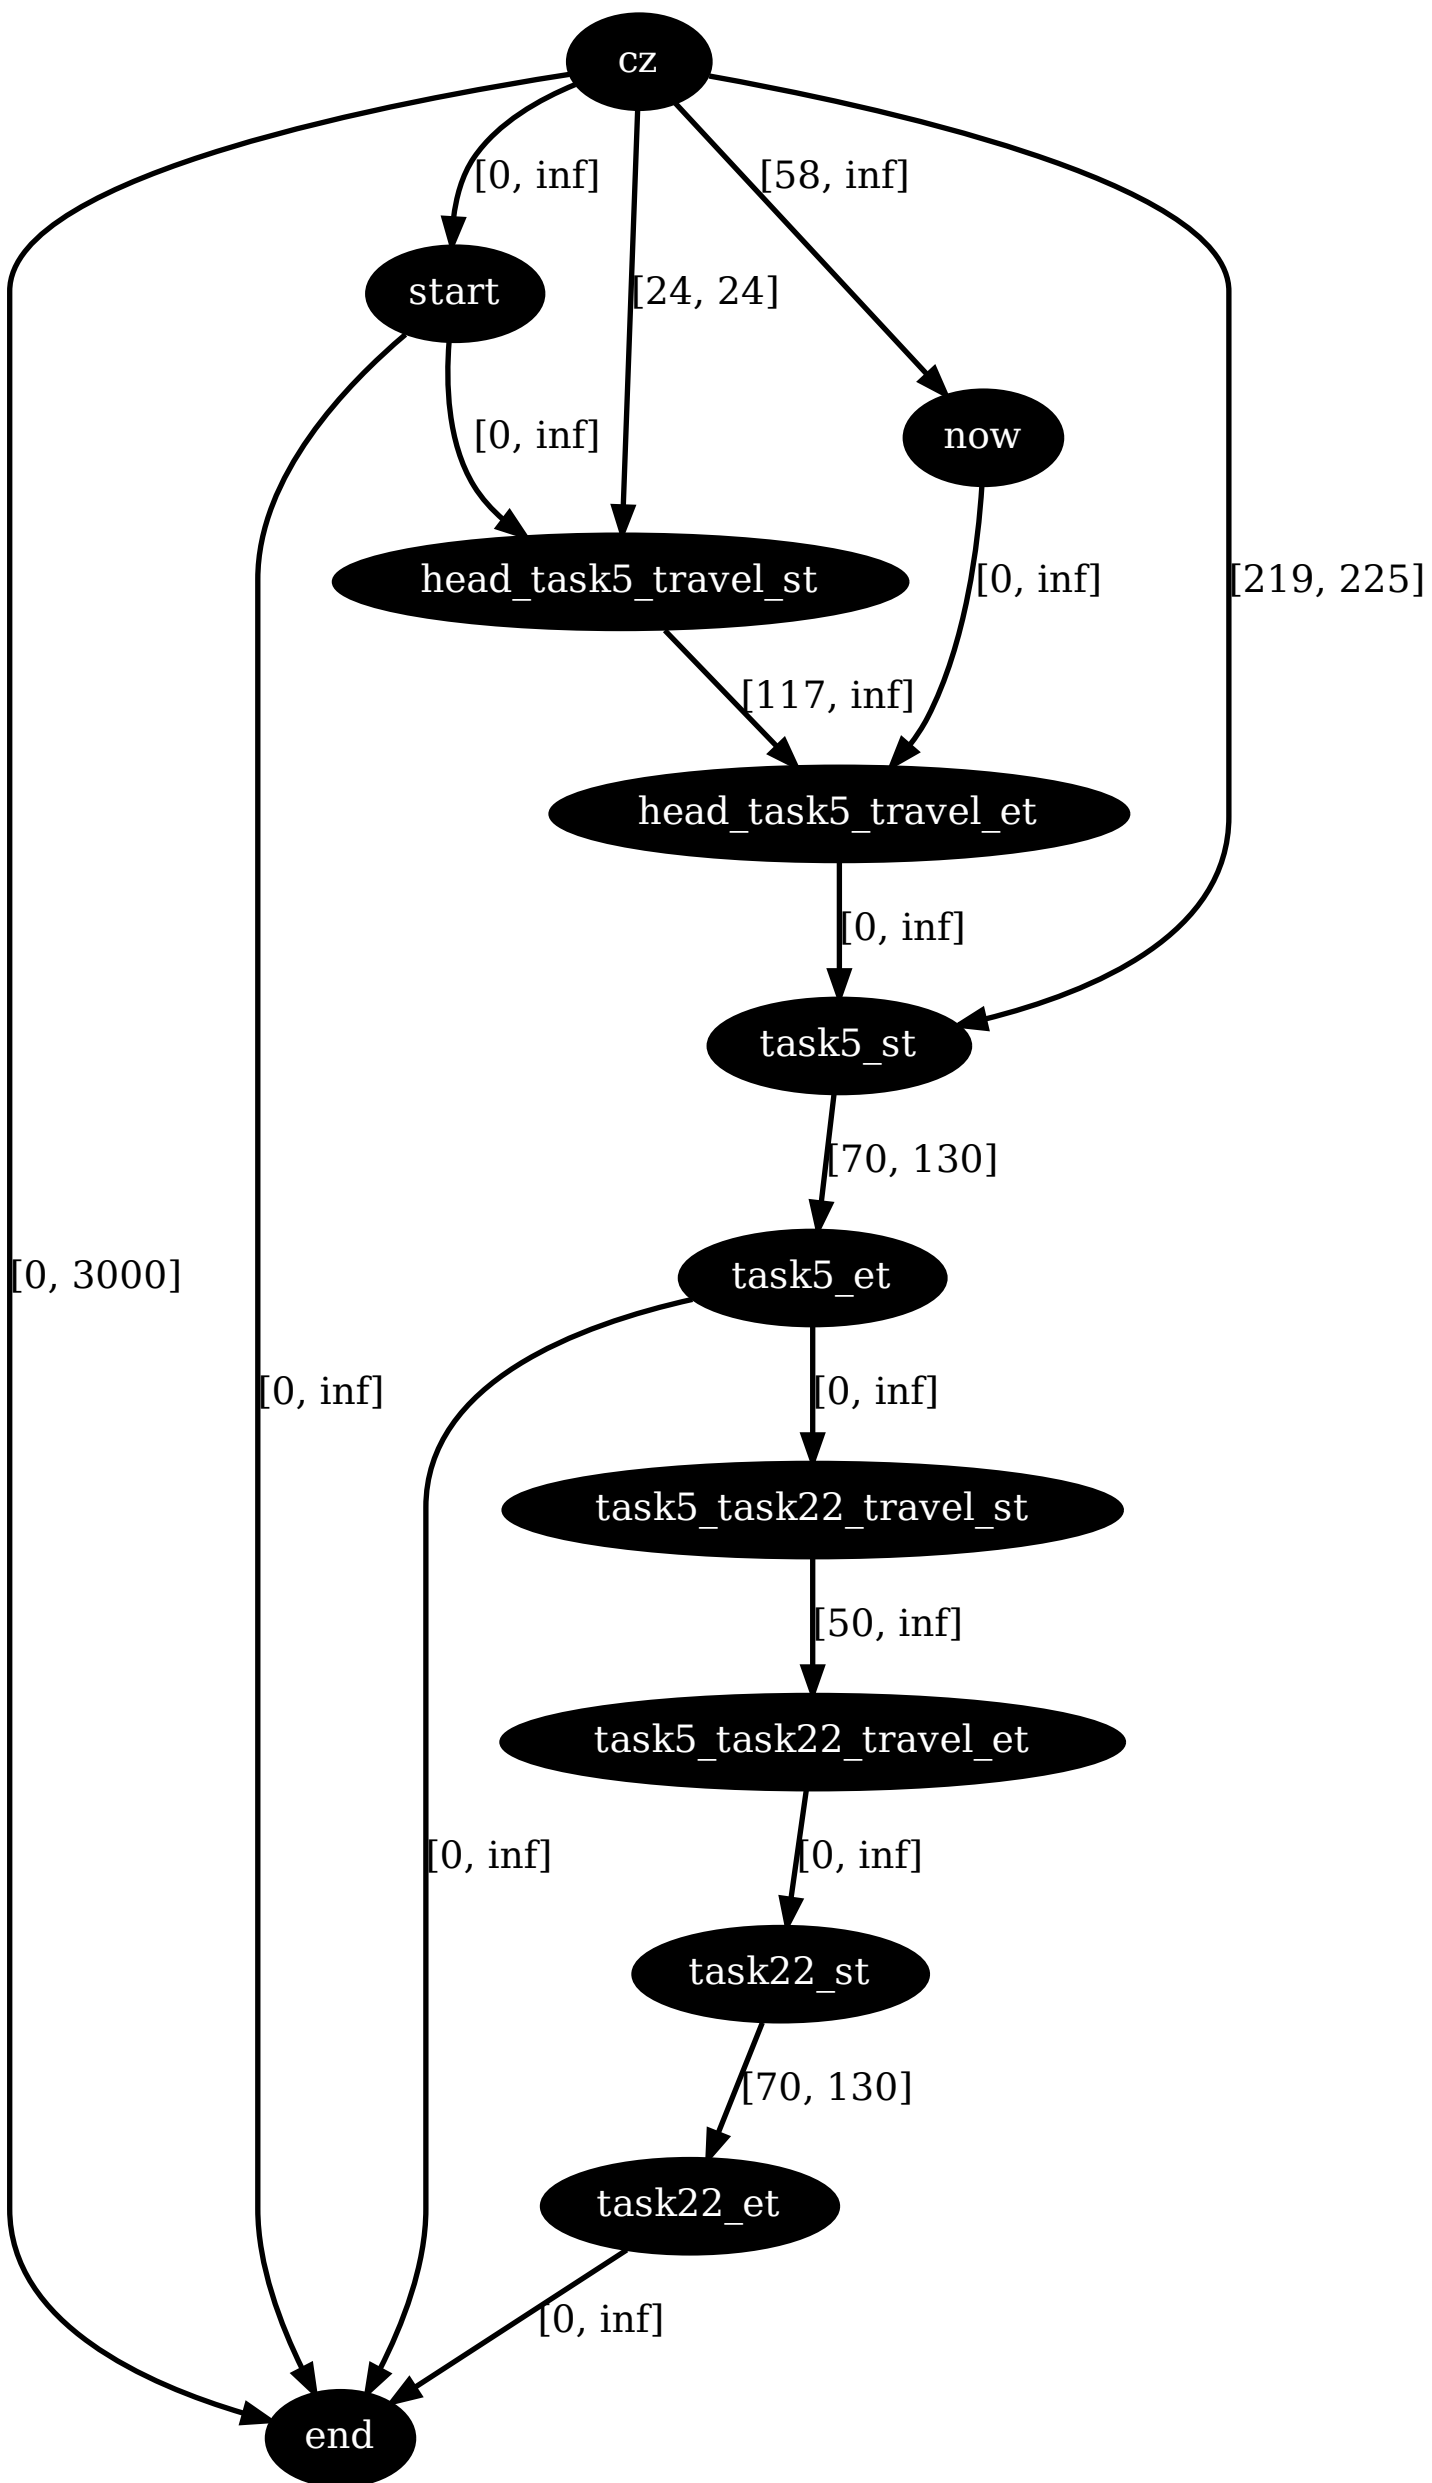 cz
[0, inf]
[58, inf]
start
[24, 24]
now
[0, inf]
head_task5_travel_st
[0, inf]
[219, 225]
[117, inf]
head_task5_travel_et
[0, inf]
task5_st
[70, 130]
task5_et
[0, 3000]
[0, inf]
[0, inf]
task5_task22_travel_st
[50, inf]
task5_task22_travel_et
[0, inf]
[0, inf]
task22_st
[70, 130]
task22_et
[0, inf]
end